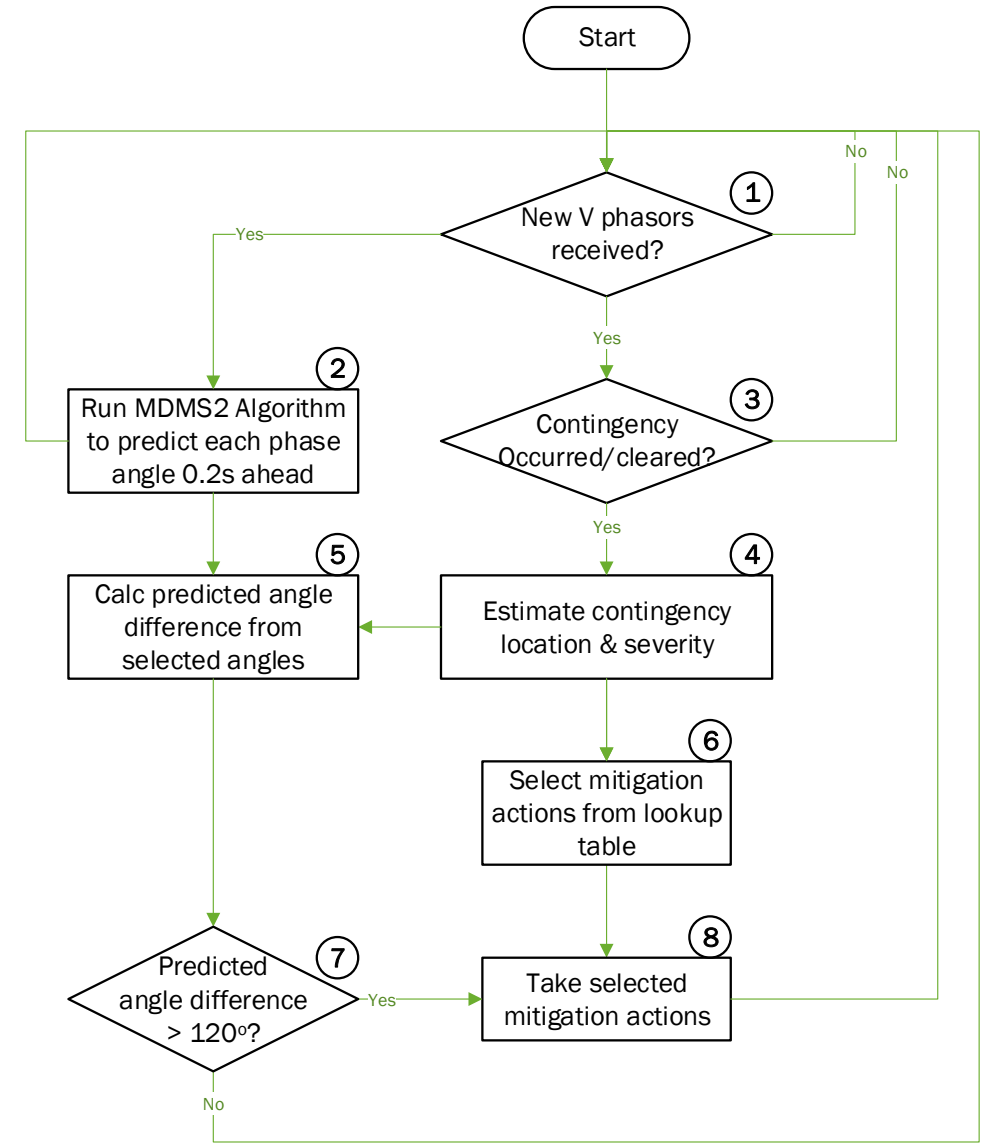 Start
No
No
1
New V phasors
received?
Yes
Yes
2
Run MDMS2 Algorithm
to predict each phase
angle 0.2s ahead
3
Contingency
Occurred/cleared?
Yes
5
Calc predicted angle
difference from
selected angles
4
Estimate contingency
location & severity
6
Select mitigation
actions from lookup
table
7
Predicted
angle difference
> 120º?
Yes
8
Take selected
mitigation actions
No